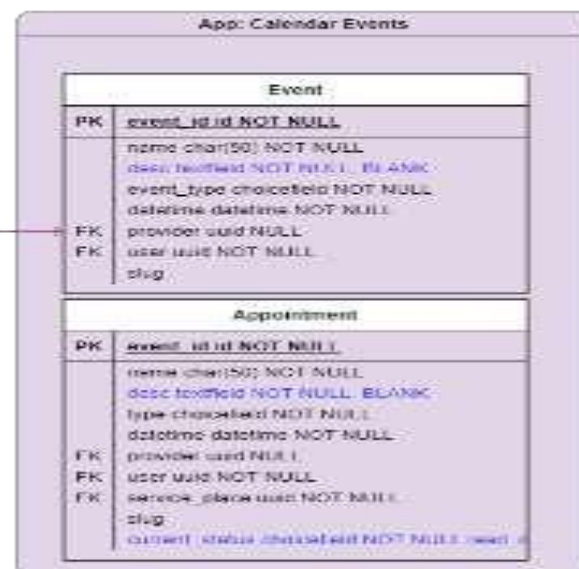 App: Calendar Events
Event
PK event_id id NOT NULL
name char(50) NOT NULL
desc textfield NOT NULL, BLANK
event_type choicefield NOT NULL
datetime datetime NOT NULL
FK provider uuid NULL
FK user uuid NOT NULL
slug
Appointment
PK event_id id NOT NULL
name char(50) NOT NULL
desc textfield NOT NULL, BLANK
type choicefield NOT NULL
datetime datetime NOT NULL
FK provider uuid NULL
FK user uuid NOT NULL
FK service_place uuid NOT NULL
slug
current_status choicefield NOT NULL read